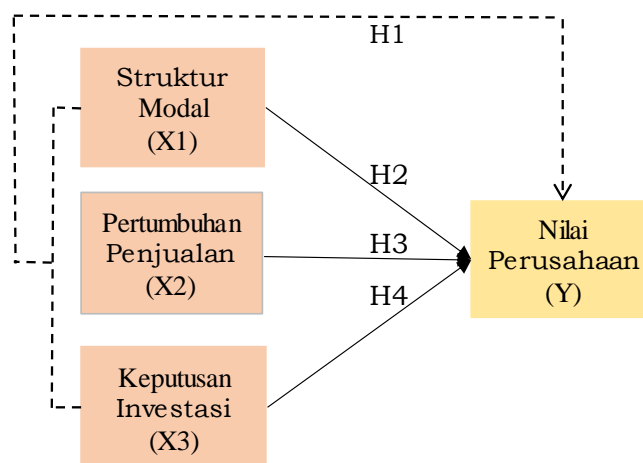 H1
Struktur
Modal
(X1)
H2
Pertumbuhan
Penjualan
(X2)
H3
Nilai
Perusahaan
(Y)
H4
Keputusan
Investasi
(X3)